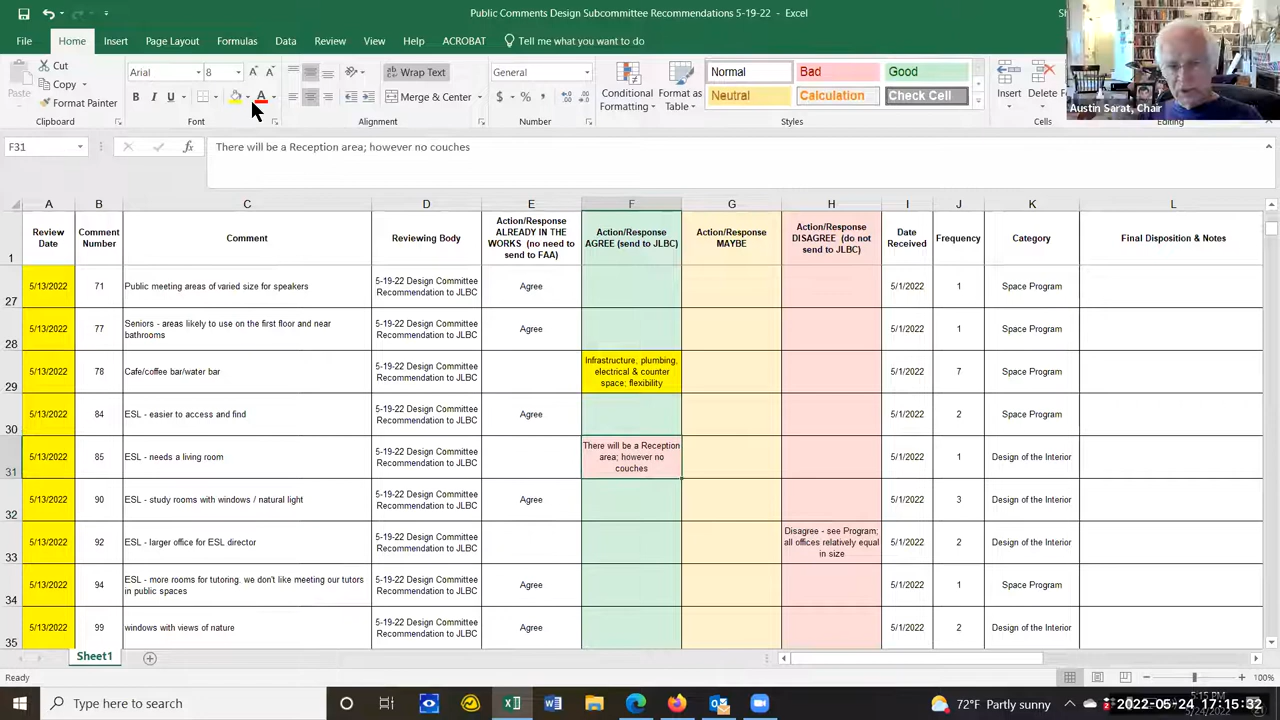 Public Comments Design Subcommittee Recommendations 5-19-22 - Excel
File Home Insert Page Layout Formulas Data Review View Help ACROBAT Tell me what you want to do
Cut
Copy
Format Painter
Clipboard
Arial 8
B I U
Font
Wrap Text
Merge & Center
Alignment
General
$ % ,
Number
Conditional Formatting
Format as Table
Normal Bad Good
Neutral Calculation Check Cell
Styles
Insert Delete
Cells
Editing
Austin Sarat, Chair
F31 fx There will be a Reception area; however no couches
A B C D E F G H I J K L
1 Review Date Comment Number Comment Reviewing Body Action/Response ALREADY IN THE WORKS (no need to send to FAA) Action/Response AGREE (send to JLBC) Action/Response MAYBE Action/Response DISAGREE (do not send to JLBC) Date Received Frequency Category Final Disposition & Notes
27 5/13/2022 71 Public meeting areas of varied size for speakers 5-19-22 Design Committee Recommendation to JLBC Agree 5/1/2022 1 Space Program
28 5/13/2022 77 Seniors - areas likely to use on the first floor and near bathrooms 5-19-22 Design Committee Recommendation to JLBC Agree 5/1/2022 1 Space Program
29 5/13/2022 78 Cafe/coffee bar/water bar 5-19-22 Design Committee Recommendation to JLBC Infrastructure, plumbing, electrical & counter space; flexibility 5/1/2022 7 Space Program
30 5/13/2022 84 ESL - easier to access and find 5-19-22 Design Committee Recommendation to JLBC Agree 5/1/2022 2 Space Program
31 5/13/2022 85 ESL - needs a living room 5-19-22 Design Committee Recommendation to JLBC There will be a Reception area; however no couches 5/1/2022 1 Design of the Interior
32 5/13/2022 90 ESL - study rooms with windows / natural light 5-19-22 Design Committee Recommendation to JLBC Agree 5/1/2022 3 Design of the Interior
33 5/13/2022 92 ESL - larger office for ESL director 5-19-22 Design Committee Recommendation to JLBC Disagree - see Program; all offices relatively equal in size 5/1/2022 2 Design of the Interior
34 5/13/2022 94 ESL - more rooms for tutoring. we don't like meeting our tutors in public spaces 5-19-22 Design Committee Recommendation to JLBC Agree 5/1/2022 1 Space Program
35 5/13/2022 99 windows with views of nature 5-19-22 Design Committee Recommendation to JLBC Agree 5/1/2022 2 Design of the Interior
Sheet1
Ready 100%
Type here to search
72°F Partly sunny
5:15 PM
2022-05-24 17:15:32